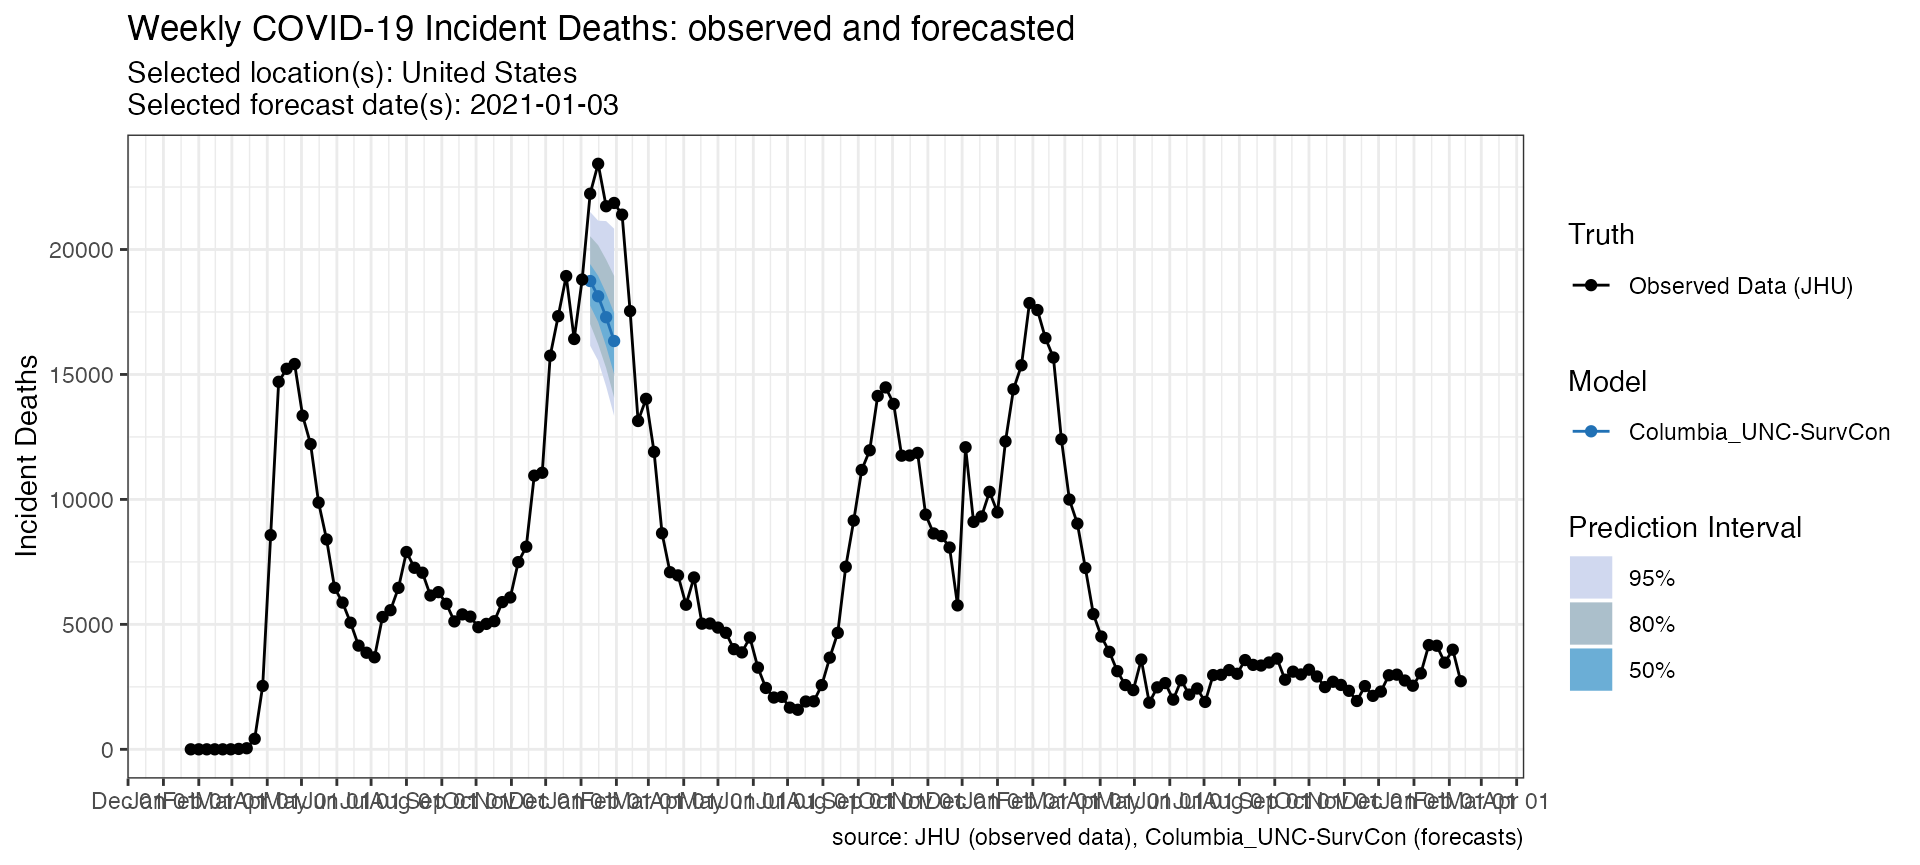 Weekly COVID-19 Incident Deaths: observed and forecasted
Selected location(s): United States
Selected forecast date(s): 2021-01-03
Incident Deaths
20000
15000
10000
5000
0
Truth
Observed Data (JHU)
Model
Columbia_UNC-SurvCon
Prediction Interval
95%
80%
50%
source: JHU (observed data), Columbia_UNC-SurvCon (forecasts)